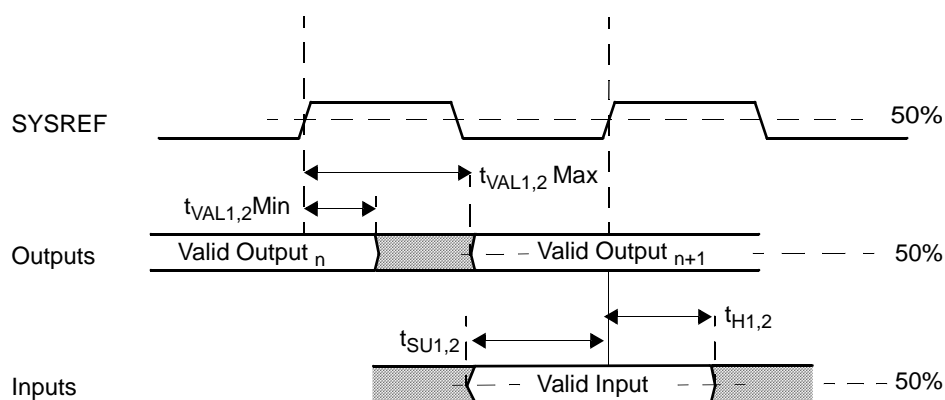 SYSREF
50%
tVAL1,2 Max
tVAL1,2Min
Outputs
Valid Output n
Valid Output n+1
50%
tSU1,2
tH1,2
Inputs
Valid Input
50%